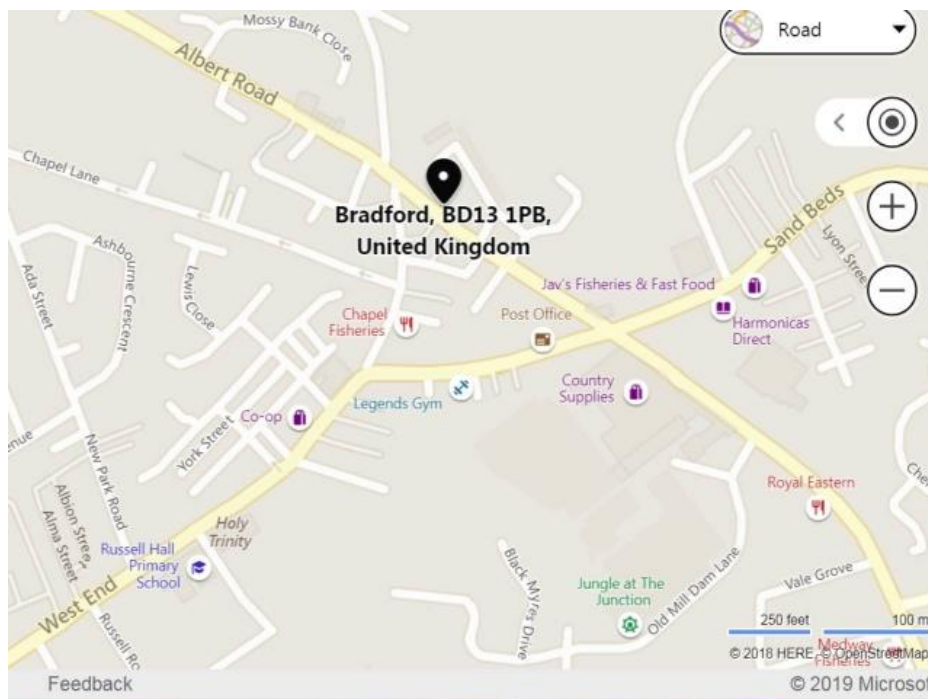 Mossy Bank Close
Road
Albert Road
Chapel Lane
Bradford, BD13 1PB,
United Kingdom
Sand Beds
Lyon Street
Ashbourne Crescent
Ada Street
Lewis Close
Jav's Fisheries & Fast Food
Chapel
Fisheries
Post Office
Harmonicas
Direct
Legends Gym
Country
Supplies
Co-op
York Street
New Park Road
Royal Eastern
Albion Street
Alma Street
Holy
Trinity
Russell Hall
Primary
School
West End
Black Myres Drive
Jungle at The
Junction
Old Mill Dam Lane
Vale Grove
250 feet
100 m
© 2018 HERE, © OpenStreetMap
Medway
Fisheries
Feedback
© 2019 Microsoft